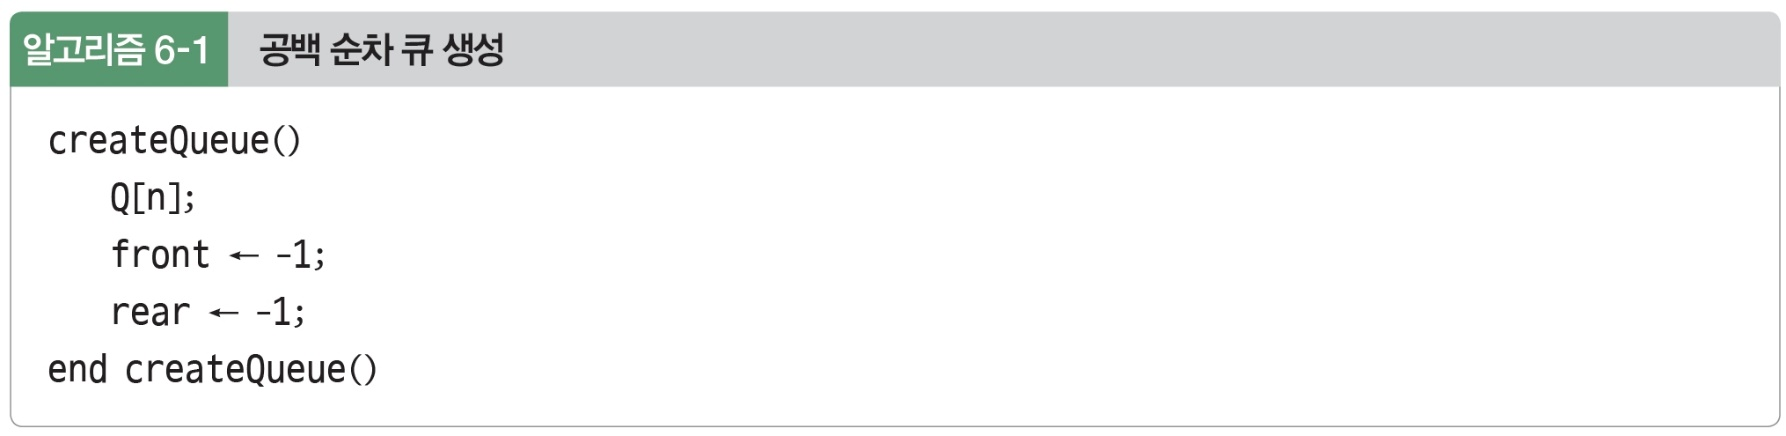 알고리즘 6-1 공백 순차 큐 생성
createQueue()
Q[n];
front ← -1;
rear ← -1;
end createQueue()